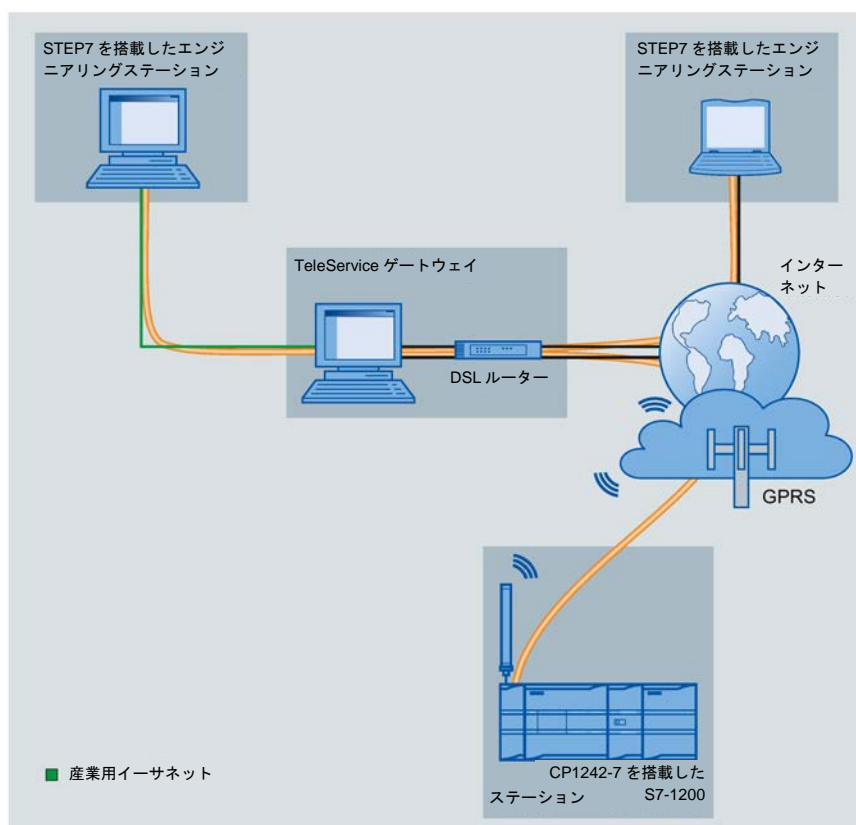 STEP7 を搭載したエンジ
ニアリングステーション
STEP7 を搭載したエンジ
ニアリングステーション
TeleService ゲートウェイ
インター
ネット
DSL ルーター
GPRS
産業用イーサネット
CP1242-7 を搭載した
ステーション S7-1200